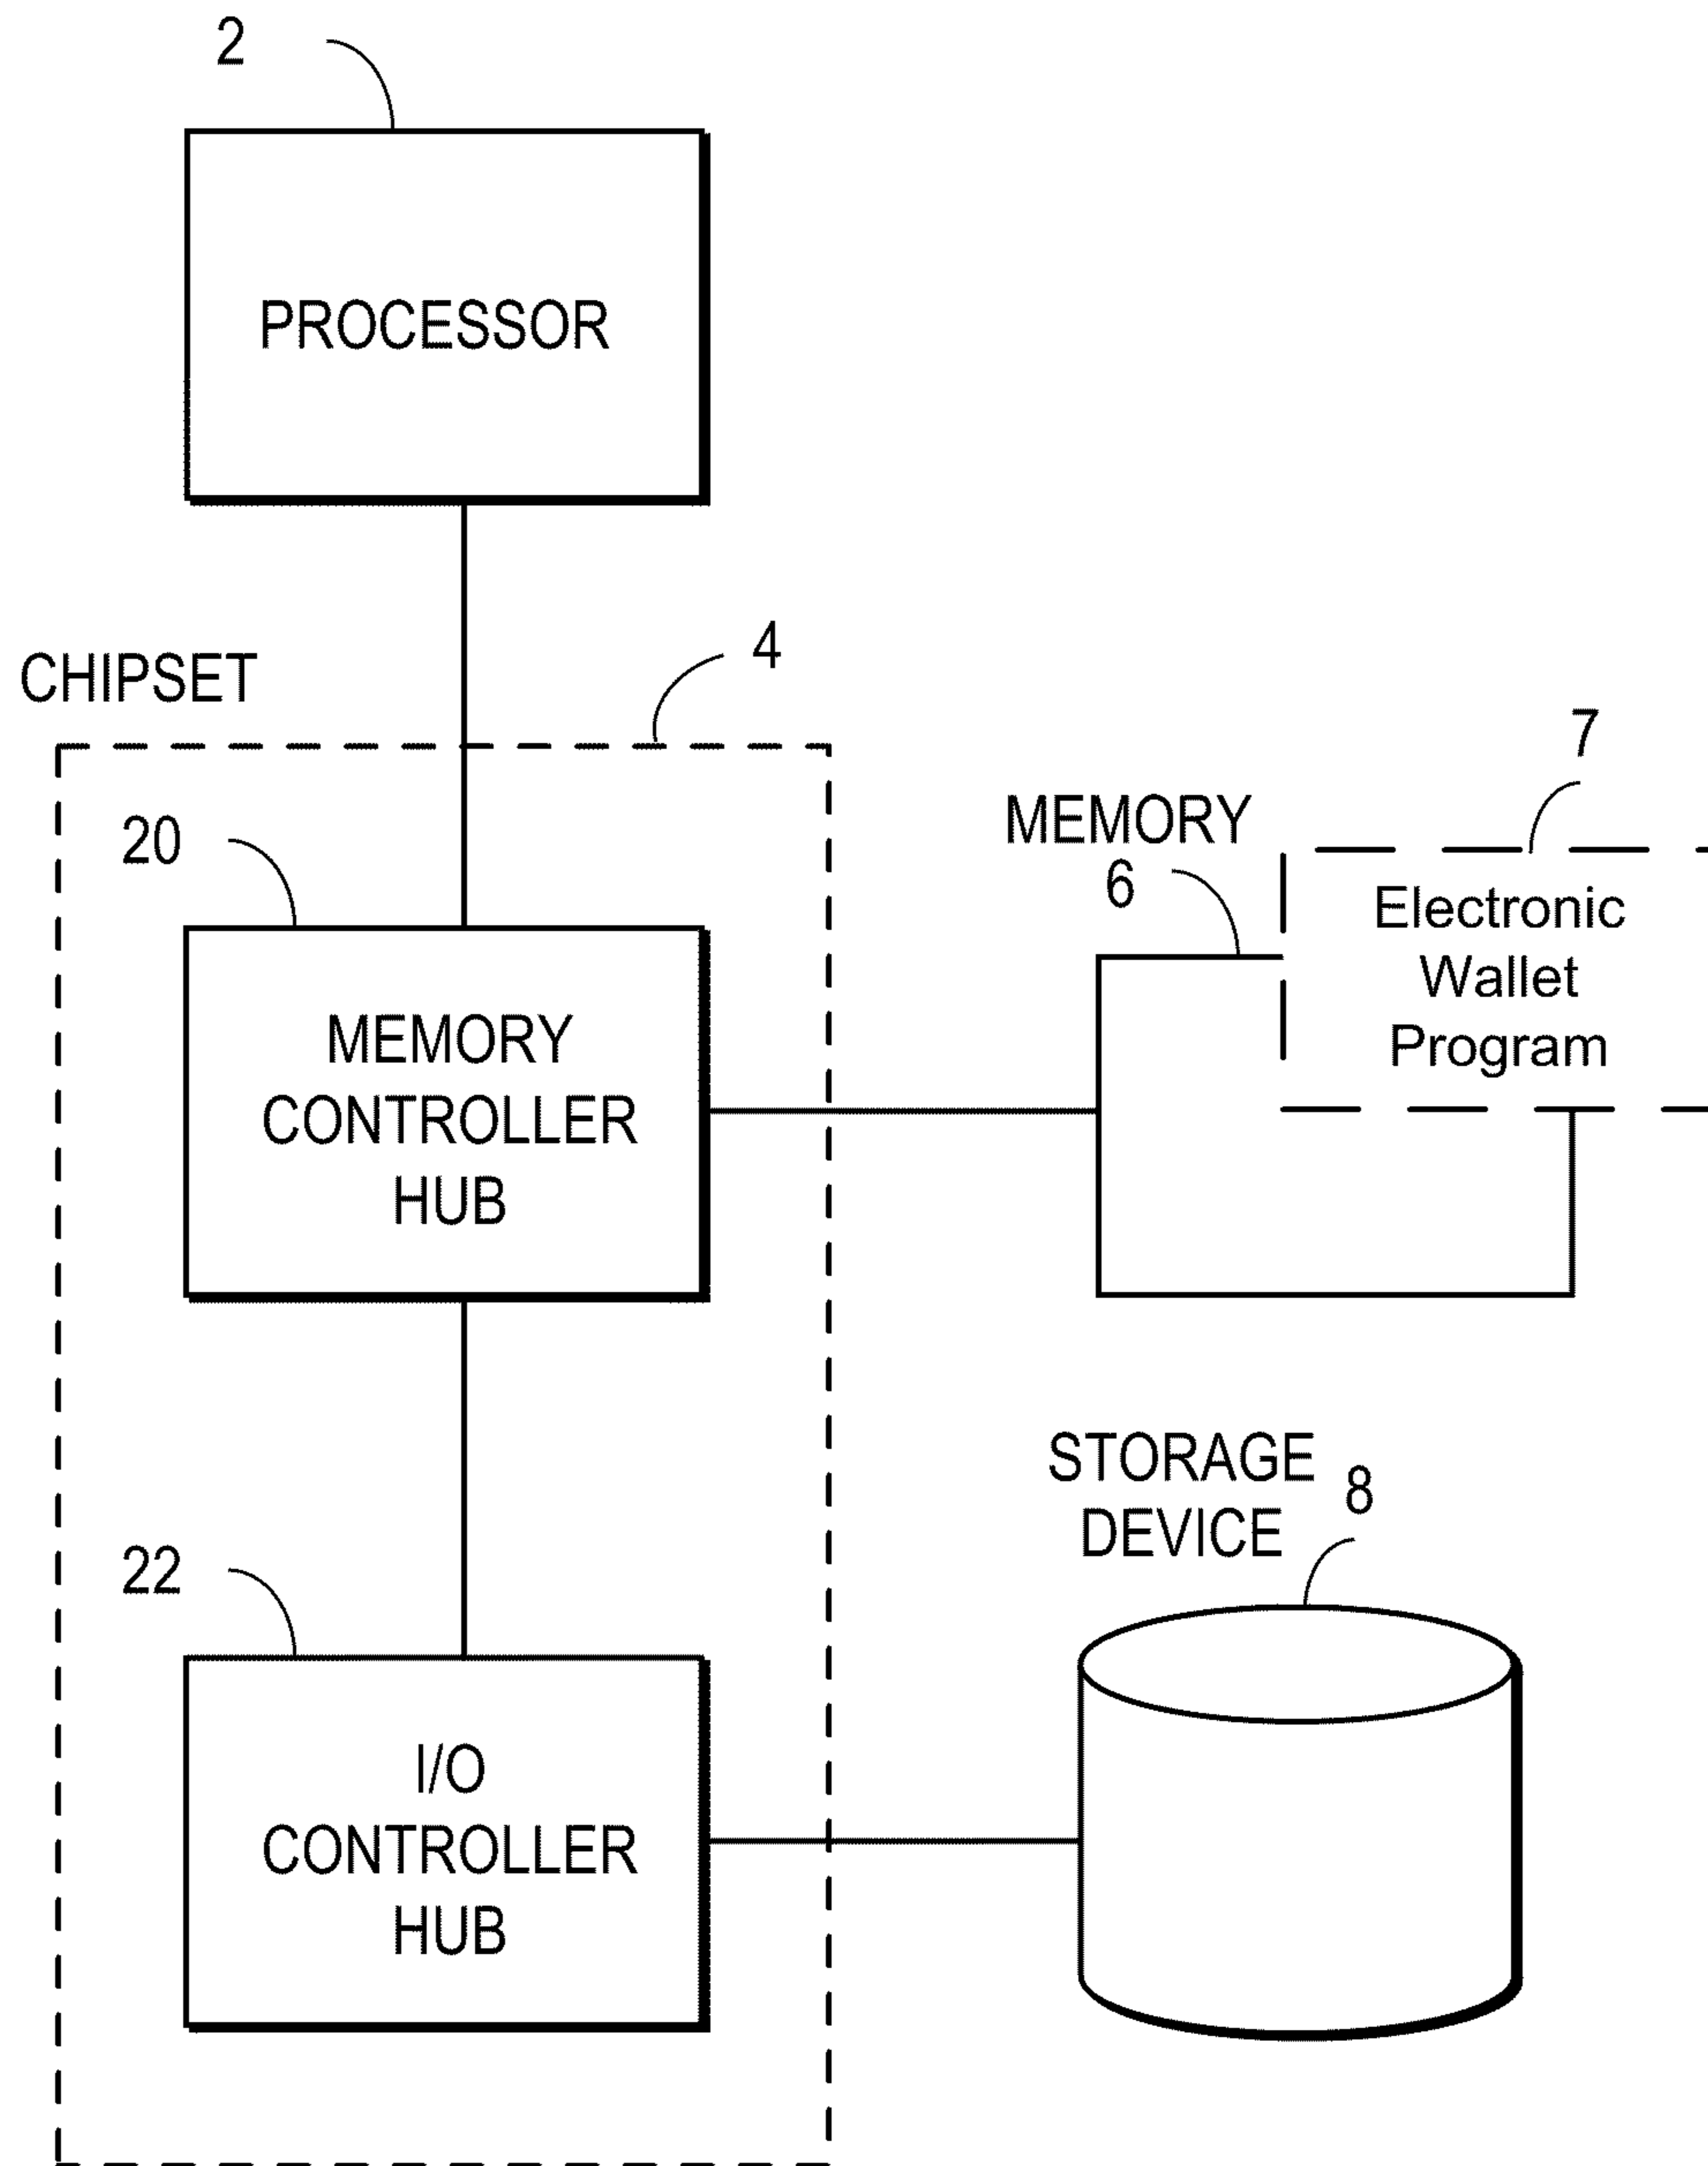 2
PROCESSOR
CHIPSET
4
7
20
MEMORY
6
Electronic
Wallet
Program
MEMORY
CONTROLLER
HUB
STORAGE
DEVICE
8
22
I/O
CONTROLLER
HUB